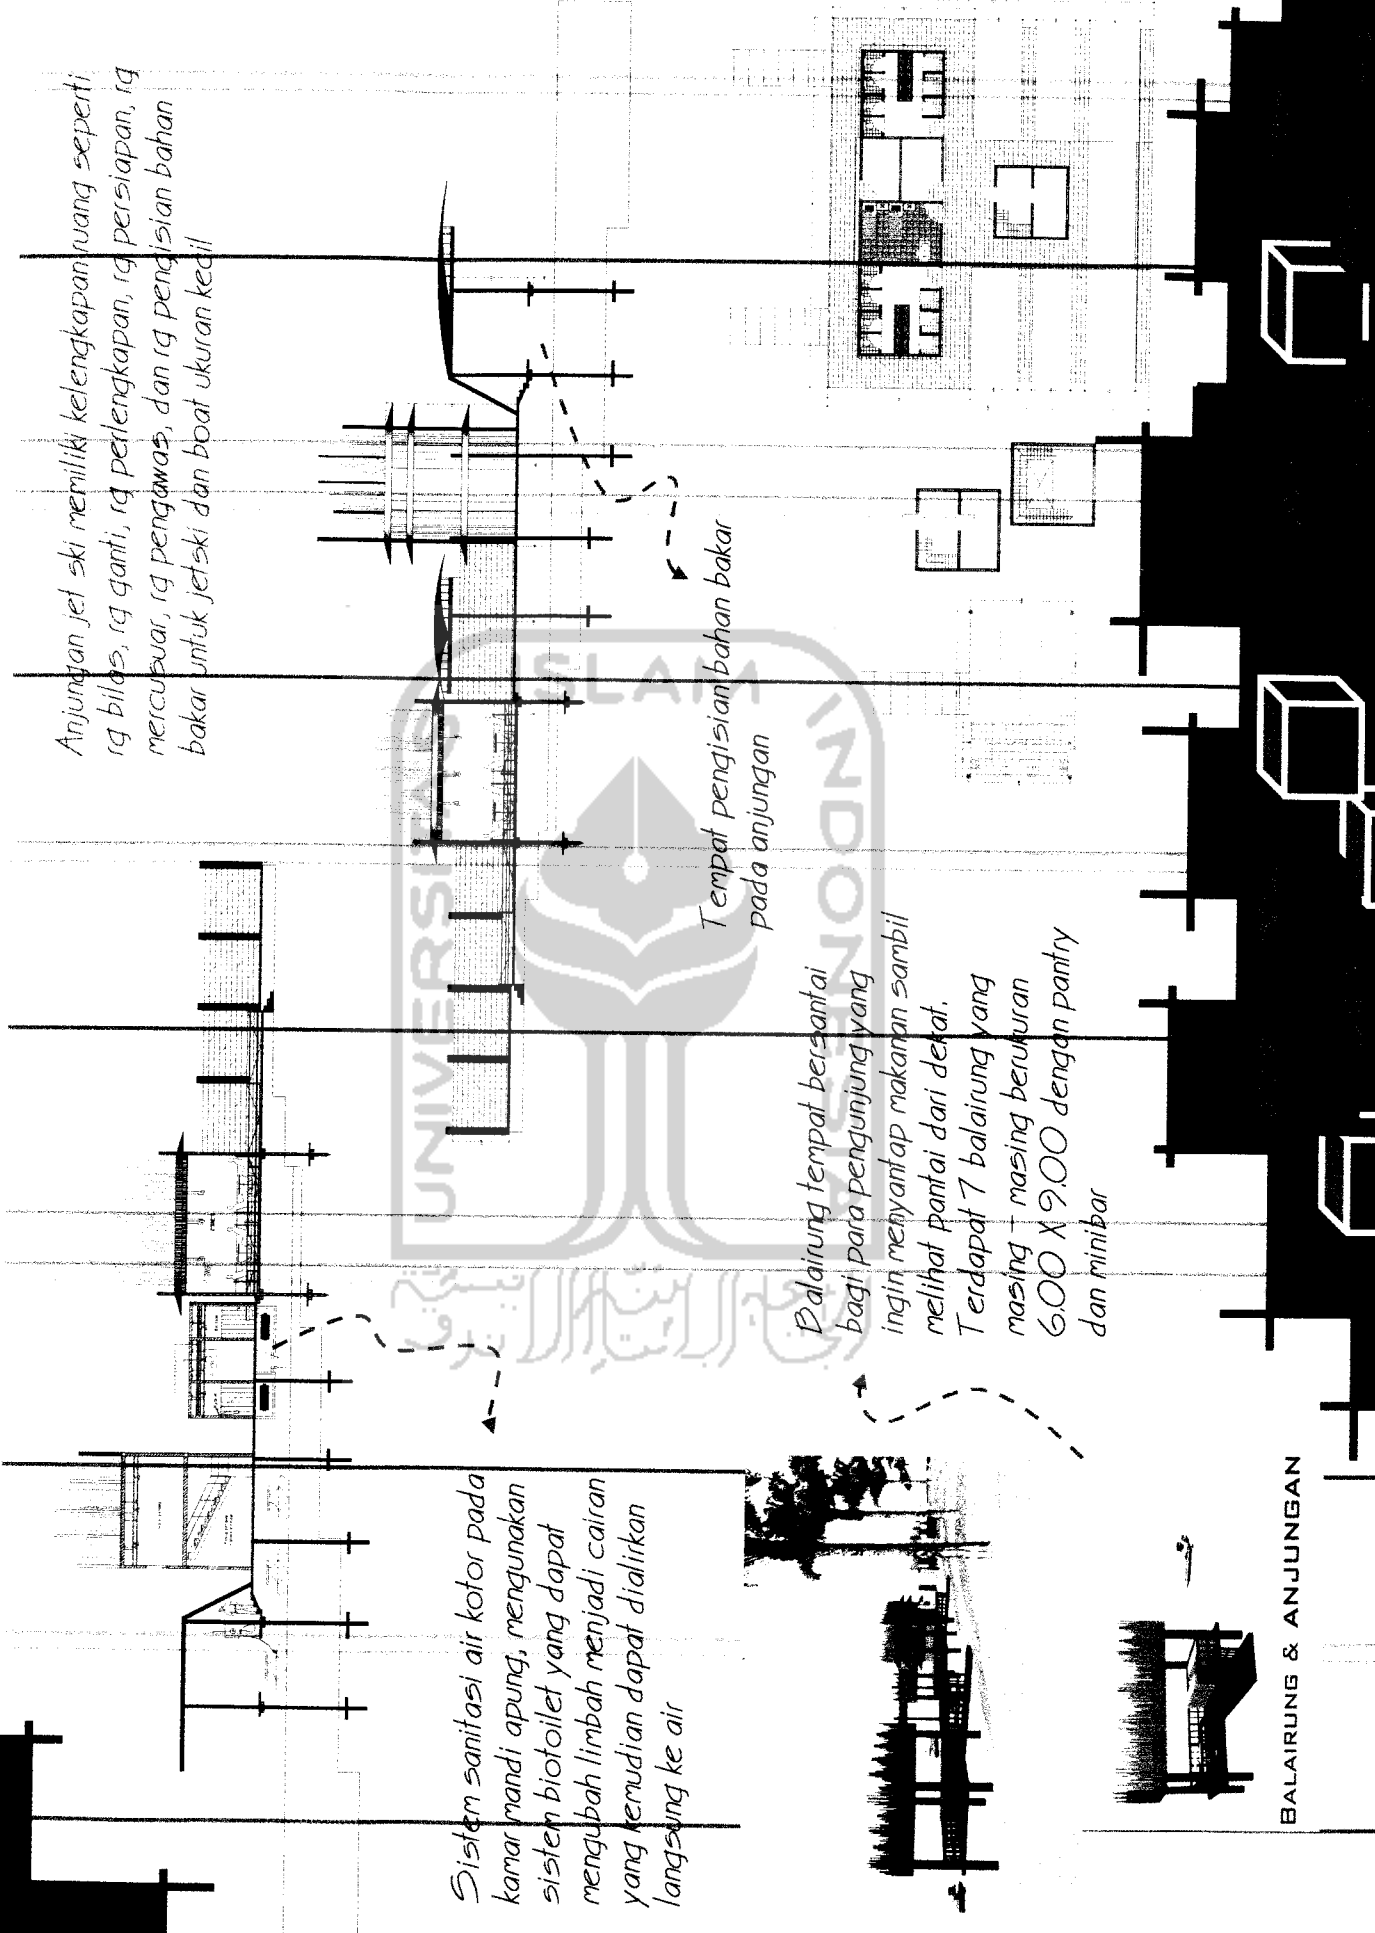 Anjungan jet ski memiliki kelengkapan ruang seperti
rg bilas, rg ganti, rg perlengkapan, rg persiapan, rg
mercusuar, rg pengawas, dan rg pengisian bahan
bakar untuk jetski dan boat ukuran kecil
Tempat pengisian bahan bakar
pada anjungan
Sistem sanitasi air kotor pada
kamar mandi apung, mengunakan
sistem biotoilet yang dapat
mengubah limbah menjadi cairan
yang kemudian dapat dialirkan
langsung ke air
Balairung tempat bersantai
bagi para pengunjung yang
ingin menyantap makanan sambil
melihat pantai dari dekat.
Terdapat 7 balairung yang
masing - masing berukuran
6.00 X 9.00 dengan pantry
dan minibar
BALAIRUNG & ANJUNGAN
UNIVERSITAS
ISLAM
INDONESIA